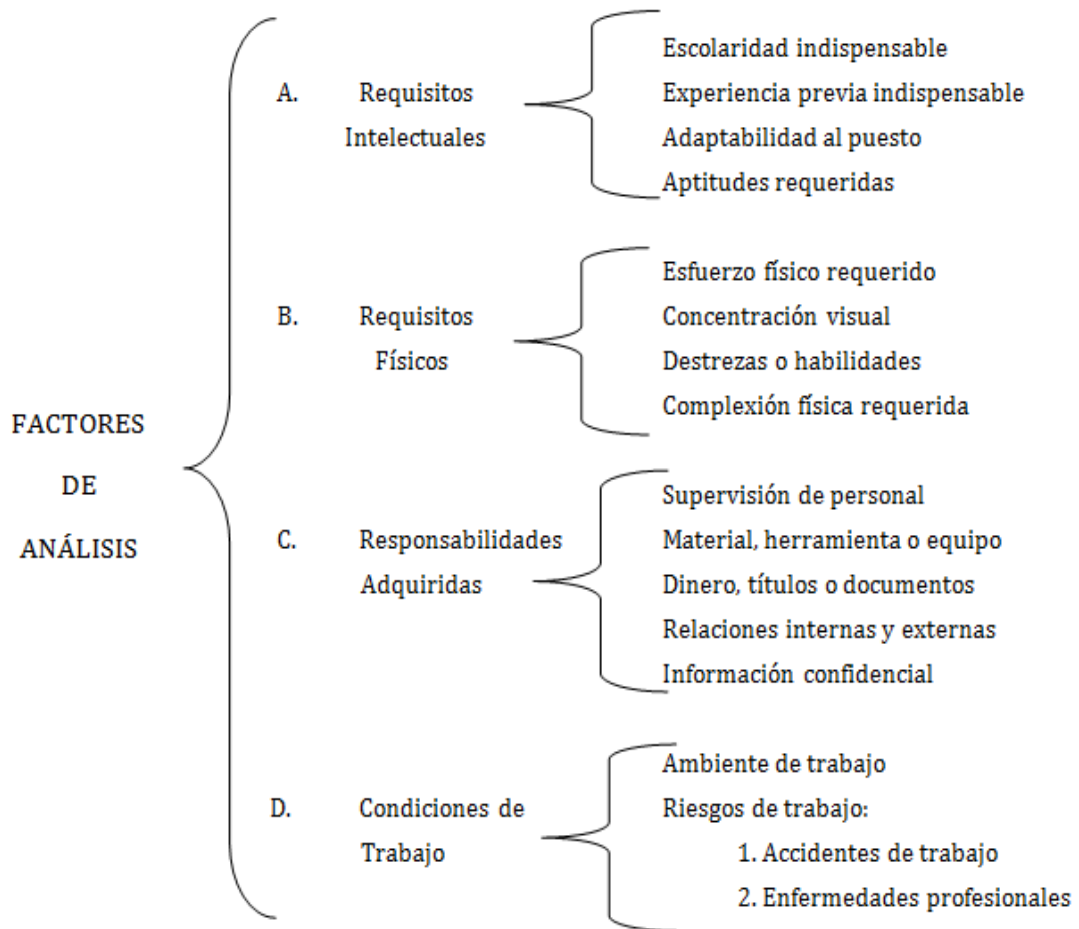 FACTORES
DE
ANÁLISIS
A. Requisitos
Intelectuales
Escolaridad indispensable
Experiencia previa indispensable
Adaptabilidad al puesto
Aptitudes requeridas
B. Requisitos
Físicos
Esfuerzo físico requerido
Concentración visual
Destrezas o habilidades
Complexión física requerida
C. Responsabilidades
Adquiridas
Supervisión de personal
Material, herramienta o equipo
Dinero, títulos o documentos
Relaciones internas y externas
Información confidencial
D. Condiciones de
Trabajo
Ambiente de trabajo
Riesgos de trabajo:
1. Accidentes de trabajo
2. Enfermedades profesionales